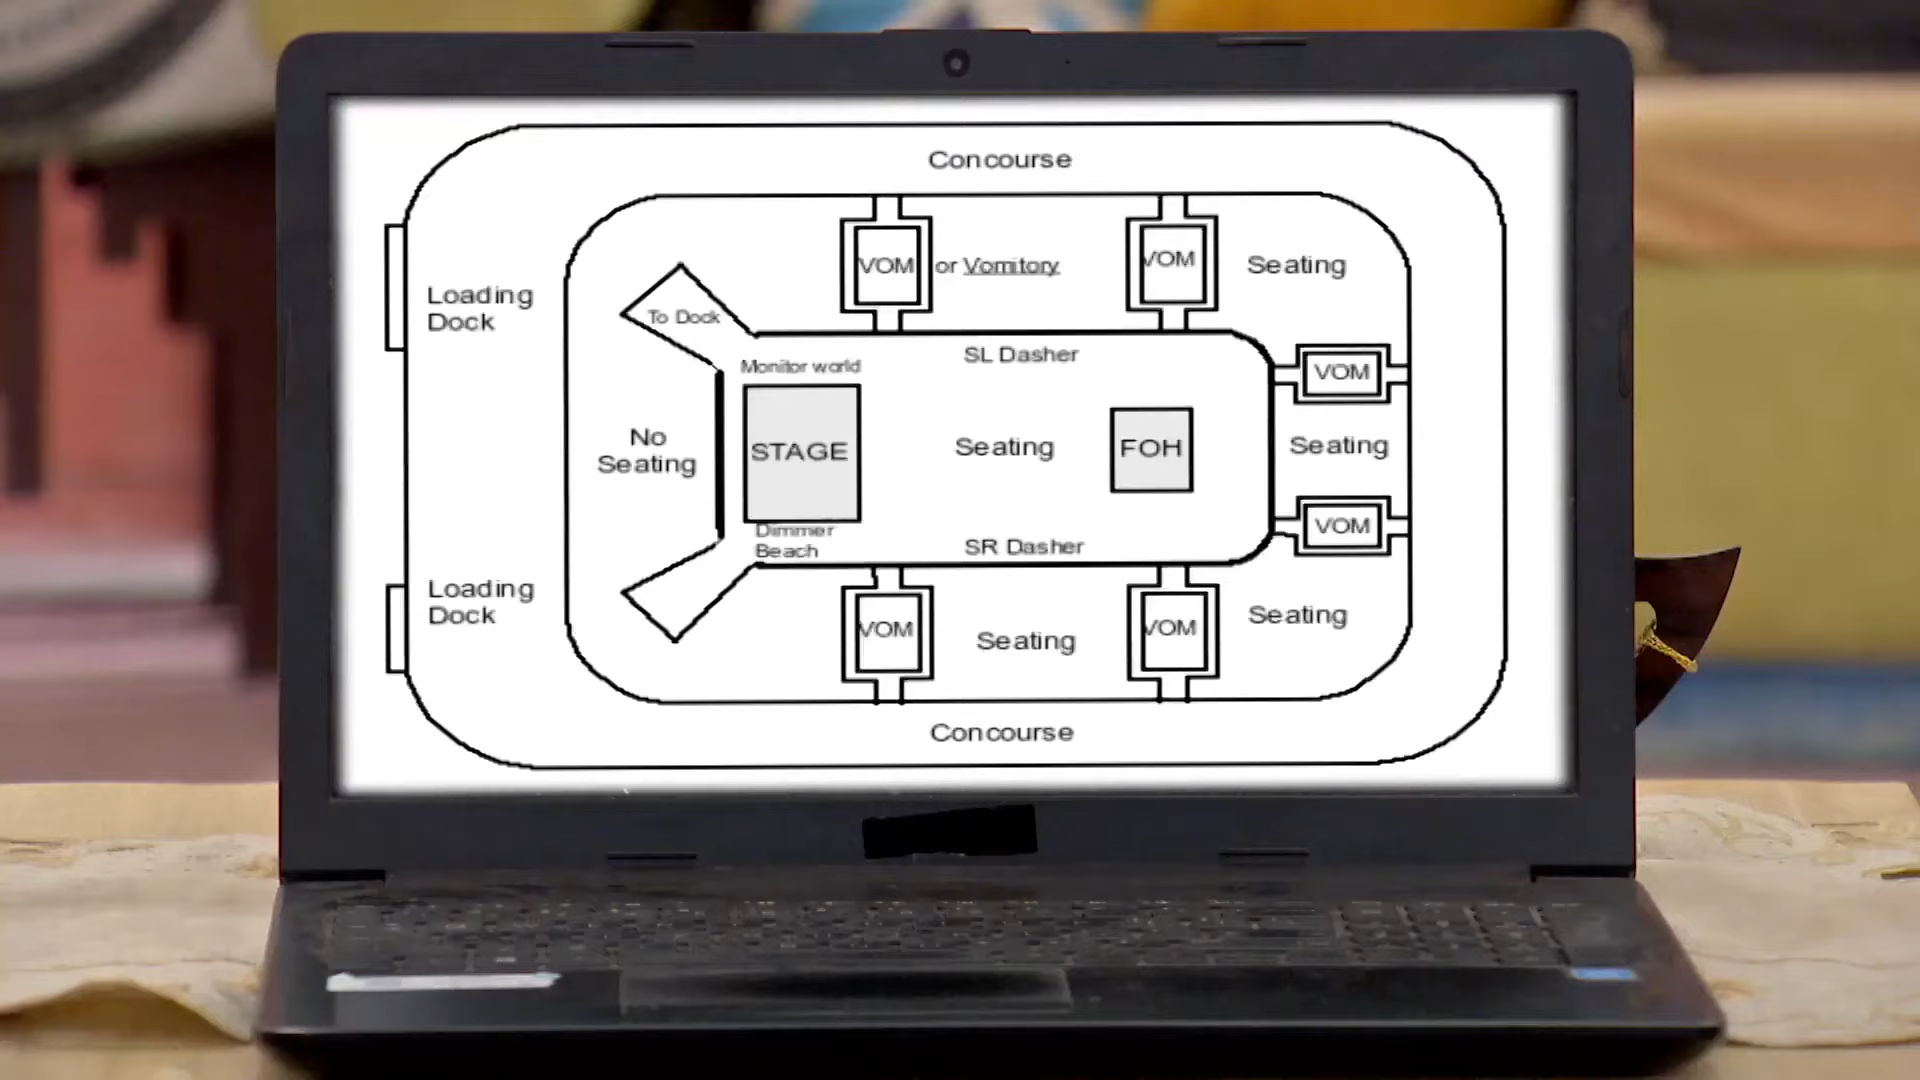 Concourse
VOM
or Vomitory
VOM
Seating
Loading
Dock
To Dock
SL Dasher
Monitor world
VOM
No
Seating
STAGE
Seating
FOH
Seating
Dimmer
Beach
SR Dasher
VOM
Loading
Dock
VOM
Seating
VOM
Seating
Concourse